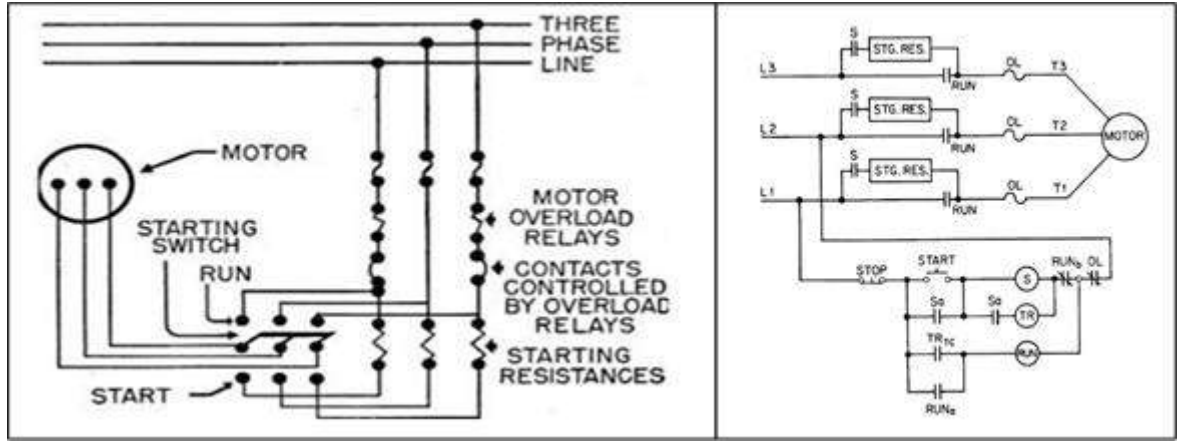 THREE
PHASE
LINE
MOTOR
STARTING
SWITCH
RUN
MOTOR
OVERLOAD
RELAYS
CONTACTS
CONTROLLED
BY OVERLOAD
RELAYS
STARTING
RESISTANCES
START
S
STG. RES.
OL
T3
L3
RUN
S
STG. RES.
OL
T2
L2
RUN
MOTOR
S
STG. RES.
OL
T1
L1
RUN
STOP
START
S
RUNb
OL
Sa
Sa
TR
TRTC
RUN
RUNa